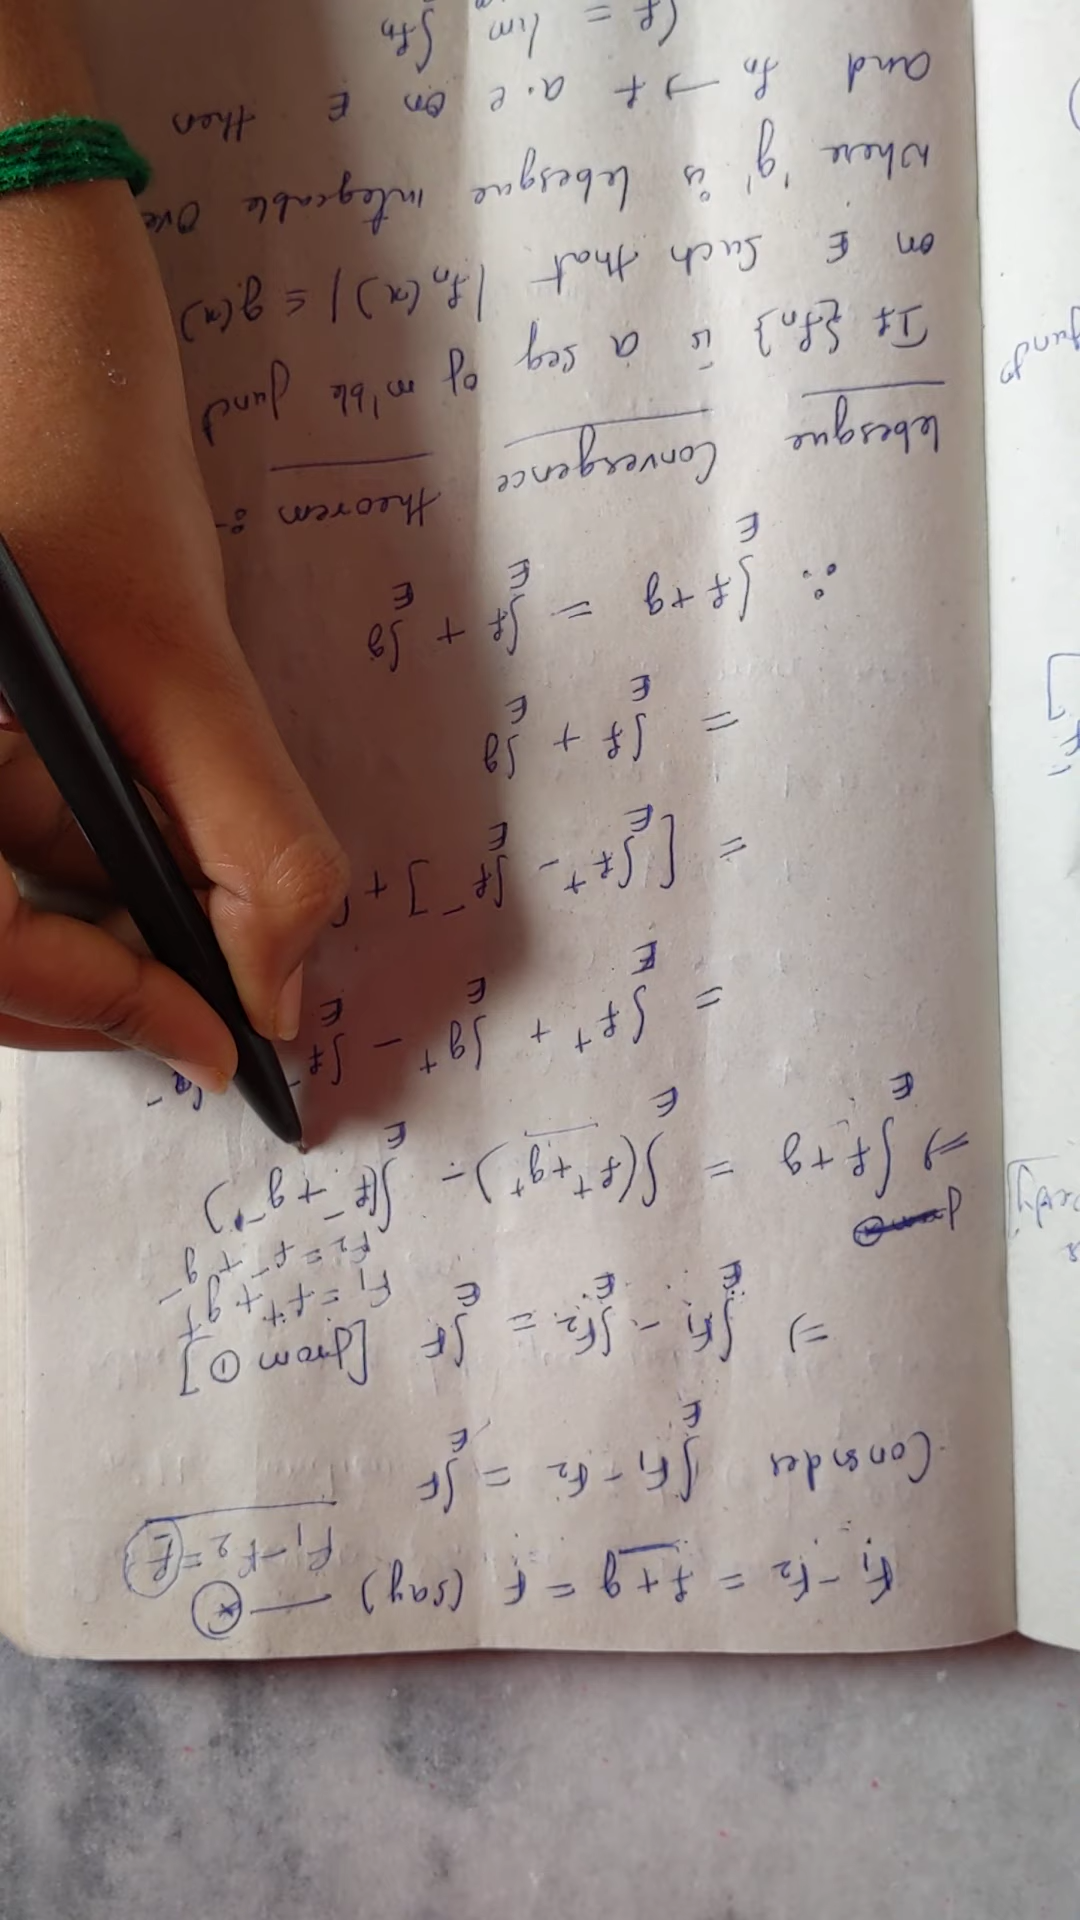 F₁ - F₂ = f + g = F (say) — *
F₁ - F₂ = F
Consider ∫_E F₁ - F₂ = ∫_E F
⇒ ∫_E F₁ - ∫_E F₂ = ∫_E F [from ①]
F₁ = f⁺ + g⁺
F₂ = f⁻ + g⁻
⇒ ∫_E f + g = ∫_E (f⁺ + g⁺) - ∫_E (f⁻ + g⁻)
= ∫_E f⁺ + ∫_E g⁺ - ∫_E f⁻ ∫ g⁻
= [∫_E f⁺ - ∫_E f⁻] + [
= ∫_E f + ∫_E g
∴ ∫_E f + g = ∫_E f + ∫_E g
Lebesgue Convergence theorem :-
If {fn} is a seq of m'ble func
on E such that |fn(x)| ≤ g(x)
where 'g' is lebesgue integrable ove
and fn → f a.e on E then
∫ f = lim ∫ fn